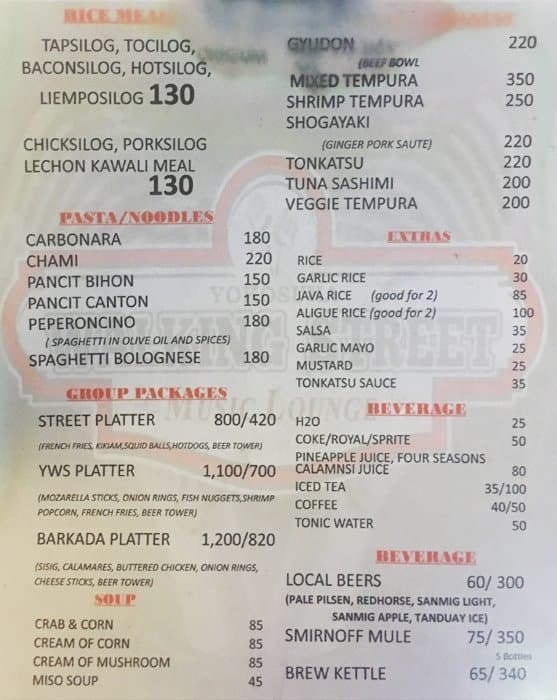 RICE MEAL
TAPSILOG, TOCILOG,
BACONSILOG, HOTSILOG,
LIEMPOSILOG 130
CHICKSILOG, PORKSILOG
LECHON KAWALI MEAL
130
PASTA/NOODLES
CARBONARA 180
CHAMI 220
PANCIT BIHON 150
PANCIT CANTON 150
PEPERONCINO 180
( SPAGHETTI IN OLIVE OIL AND SPICES)
SPAGHETTI BOLOGNESE 180
GROUP PACKAGES
STREET PLATTER 800/420
(FRENCH FRIES, KIKIAM,SQUID BALLS,HOTDOGS, BEER TOWER)
YWS PLATTER 1,100/700
(MOZARELLA STICKS, ONION RINGS, FISH NUGGETS,SHRIMP
POPCORN, FRENCH FRIES, BEER TOWER)
BARKADA PLATTER 1,200/820
(SISIG, CALAMARES, BUTTERED CHICKEN, ONION RINGS,
CHEESE STICKS, BEER TOWER)
SOUP
CRAB & CORN 85
CREAM OF CORN 85
CREAM OF MUSHROOM 85
MISO SOUP 45
GYUDON 220
(BEEF BOWL
MIXED TEMPURA 350
SHRIMP TEMPURA 250
SHOGAYAKI
(GINGER PORK SAUTE) 220
TONKATSU 220
TUNA SASHIMI 200
VEGGIE TEMPURA 200
EXTRAS
RICE 20
GARLIC RICE 30
JAVA RICE (good for 2) 85
ALIGUE RICE (good for 2) 100
SALSA 35
GARLIC MAYO 25
MUSTARD 25
TONKATSU SAUCE 35
BEVERAGE
H2O 25
COKE/ROYAL/SPRITE 50
PINEAPPLE JUICE, FOUR SEASONS
CALAMNSI JUICE 80
ICED TEA 35/100
COFFEE 40/50
TONIC WATER 50
BEVERAGE
LOCAL BEERS 60/ 300
(PALE PILSEN, REDHORSE, SANMIG LIGHT,
SANMIG APPLE, TANDUAY ICE)
SMIRNOFF MULE 75/ 350
5 Bottles
BREW KETTLE 65/ 340
STREET
MUSIC LOUNGE